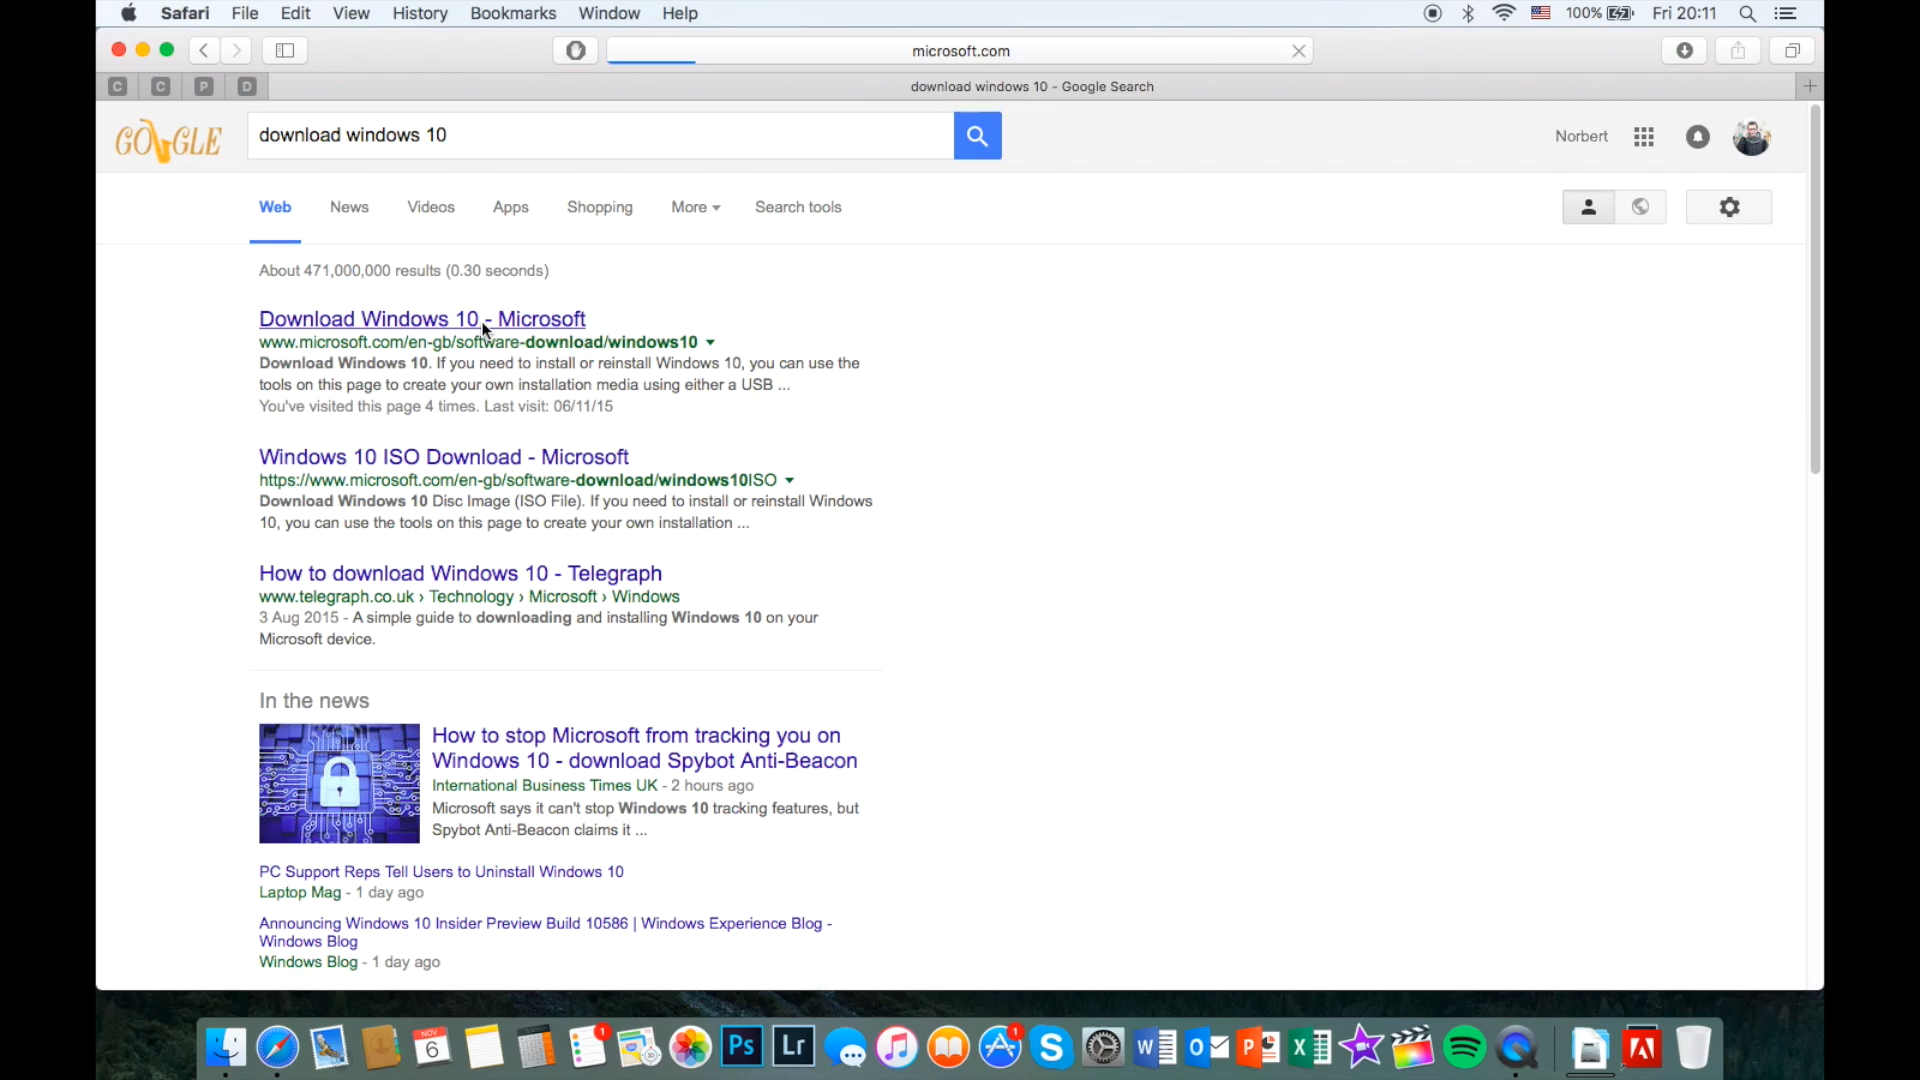 Safari File Edit View History Bookmarks Window Help 100% Fri 20:11
microsoft.com
C C P D download windows 10 - Google Search
GOOGLE download windows 10 Norbert
Web News Videos Apps Shopping More Search tools
About 471,000,000 results (0.30 seconds)
Download Windows 10 - Microsoft
www.microsoft.com/en-gb/software-download/windows10
Download Windows 10. If you need to install or reinstall Windows 10, you can use the
tools on this page to create your own installation media using either a USB ...
You've visited this page 4 times. Last visit: 06/11/15
Windows 10 ISO Download - Microsoft
https://www.microsoft.com/en-gb/software-download/windows10ISO
Download Windows 10 Disc Image (ISO File). If you need to install or reinstall Windows
10, you can use the tools on this page to create your own installation ...
How to download Windows 10 - Telegraph
www.telegraph.co.uk › Technology › Microsoft › Windows
3 Aug 2015 - A simple guide to downloading and installing Windows 10 on your
Microsoft device.
In the news
How to stop Microsoft from tracking you on
Windows 10 - download Spybot Anti-Beacon
International Business Times UK - 2 hours ago
Microsoft says it can't stop Windows 10 tracking features, but
Spybot Anti-Beacon claims it ...
PC Support Reps Tell Users to Uninstall Windows 10
Laptop Mag - 1 day ago
Announcing Windows 10 Insider Preview Build 10586 | Windows Experience Blog -
Windows Blog
Windows Blog - 1 day ago
NOV 6 1 Ps Lr 1 S W O P X